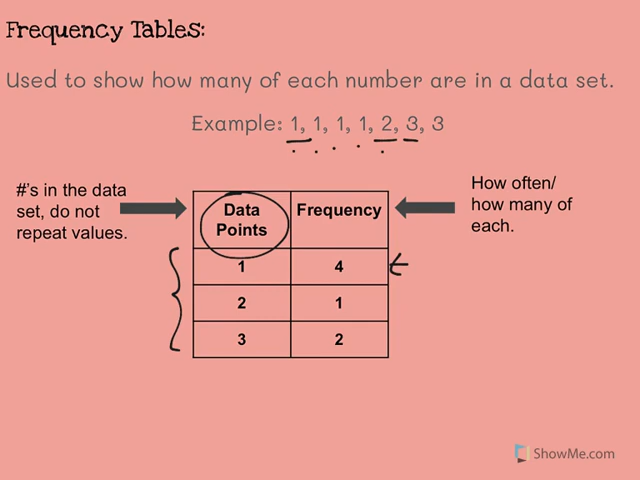 Frequency Tables:
Used to show how many of each number are in a data set.
Example: 1, 1, 1, 1, 2, 3, 3
#'s in the data
set, do not
repeat values.
Data
Points
Frequency
How often/
how many of
each.
1 4
2 1
3 2
ShowMe.com